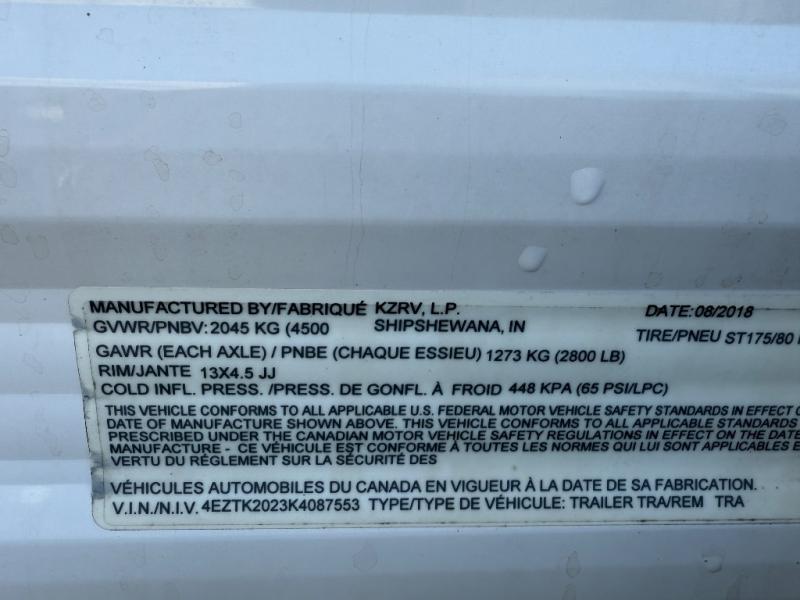 MANUFACTURED BY/FABRIQUÉ KZRV, L.P. DATE:08/2018
GVWR/PNBV: 2045 KG (4500 SHIPSHEWANA, IN TIRE/PNEU ST175/80
GAWR (EACH AXLE) / PNBE (CHAQUE ESSIEU) 1273 KG (2800 LB)
RIM/JANTE 13X4.5 JJ
COLD INFL. PRESS. /PRESS. DE GONFL. À FROID 448 KPA (65 PSI/LPC)
THIS VEHICLE CONFORMS TO ALL APPLICABLE U.S. FEDERAL MOTOR VEHICLE SAFETY STANDARDS IN EFFECT
DATE OF MANUFACTURE SHOWN ABOVE. THIS VEHICLE CONFORMS TO ALL APPLICABLE STANDARDS
PRESCRIBED UNDER THE CANADIAN MOTOR VEHICLE SAFETY REGULATIONS IN EFFECT ON THE DATE
MANUFACTURE - CE VÉHICULE EST CONFORME À TOUTES LES NORMES QUI LUI SONT APPLICABLES
VERTU DU RÉGLEMENT SUR LA SÉCURITÉ DES
VÉHICULES AUTOMOBILES DU CANADA EN VIGUEUR À LA DATE DE SA FABRICATION.
V.I.N./N.I.V. 4EZTK2023K4087553 TYPE/TYPE DE VÉHICULE: TRAILER TRA/REM TRA